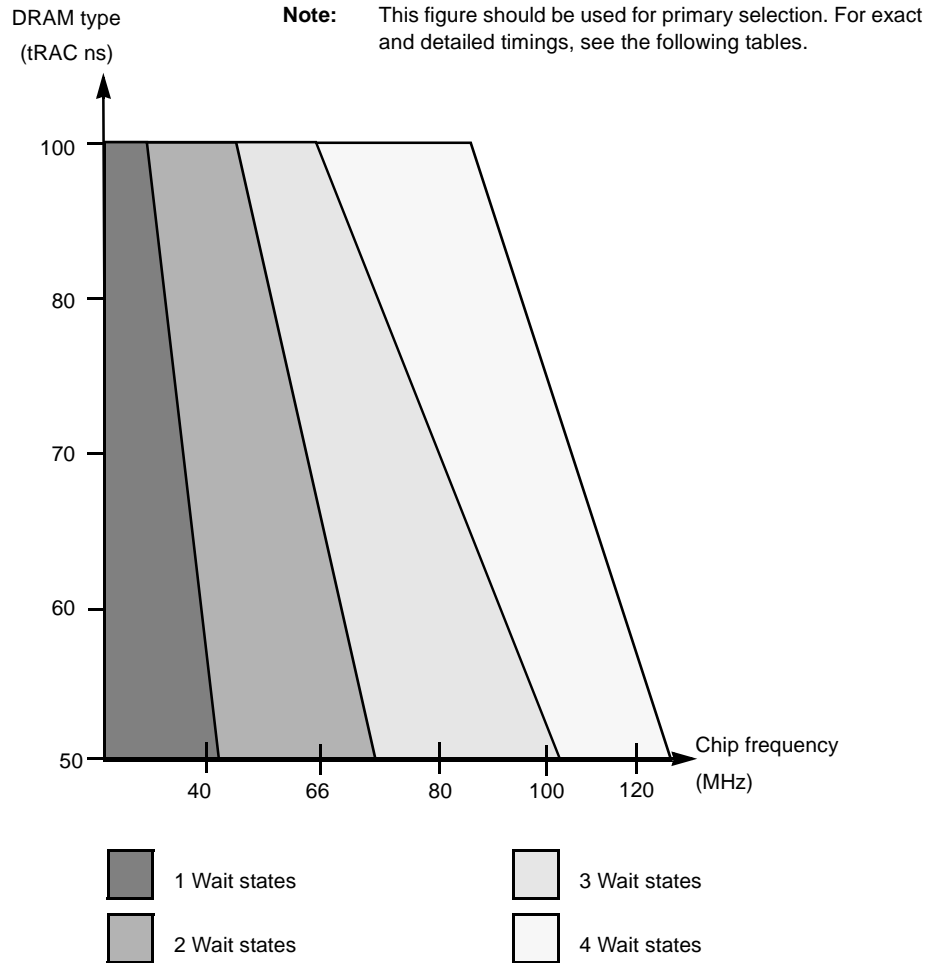 DRAM type
(tRAC ns)
Note: This figure should be used for primary selection. For exact
and detailed timings, see the following tables.
100
80
70
60
50
40 66 80 100 120
Chip frequency
(MHz)
1 Wait states
3 Wait states
2 Wait states
4 Wait states